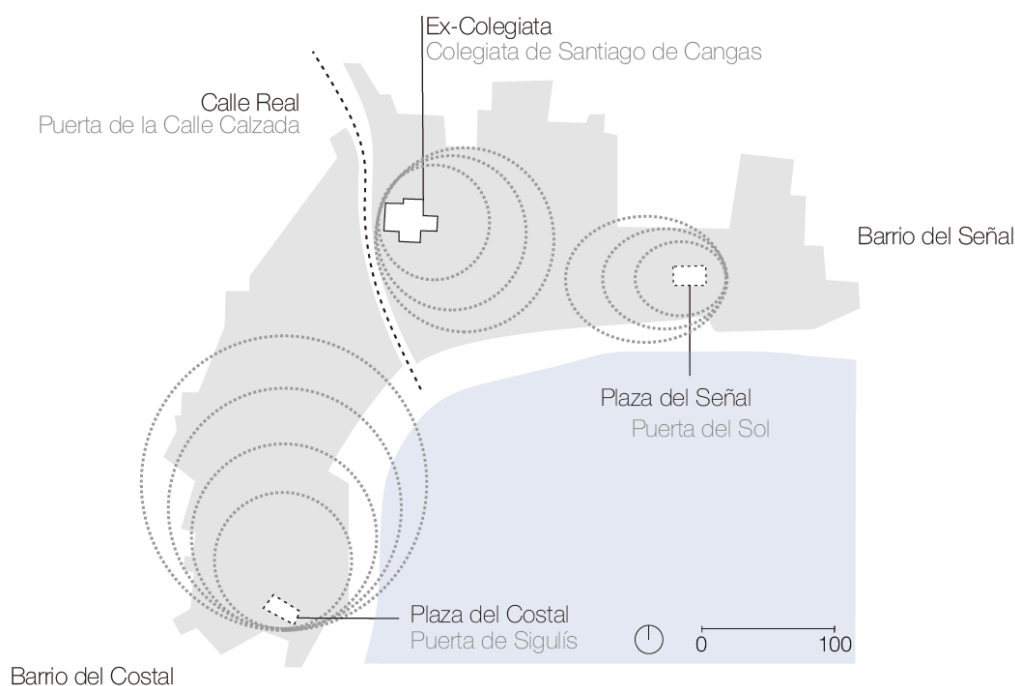 Ex-Colegiata
Colegiata de Santiago de Cangas
Calle Real
Puerta de la Calle Calzada
Barrio del Señal
Plaza del Señal
Puerta del Sol
Plaza del Costal
Puerta de Sigulís
0
100
Barrio del Costal